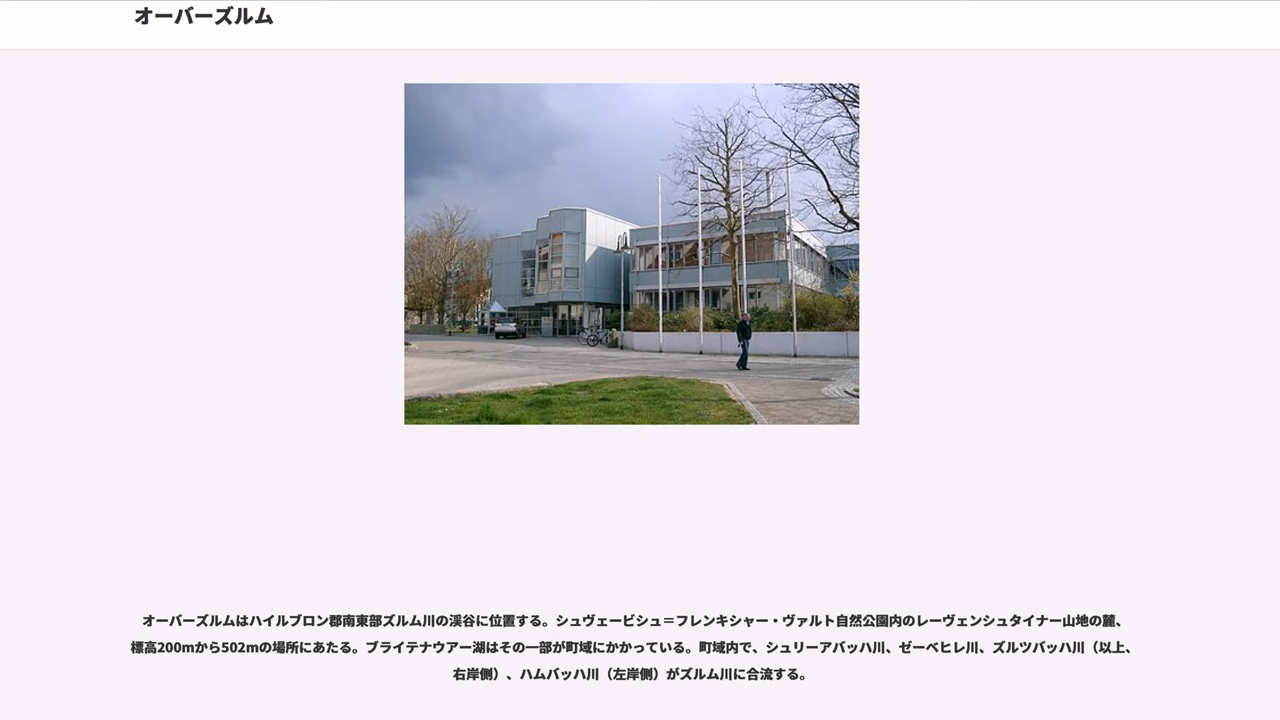 オーバーズルム
オーバーズルムはハイルブロン郡南東部ズルム川の渓谷に位置する。シュヴェービシュ＝フレンキシャー・ヴァルト自然公園内のレーヴェンシュタイナー山地の麓、
標高200mから502mの場所にあたる。ブライテナウアー湖はその一部が町域にかかっている。町域内で、シュリーアバッハ川、ゼーベヒレ川、ズルツバッハ川（以上、
右岸側）、ハムバッハ川（左岸側）がズルム川に合流する。